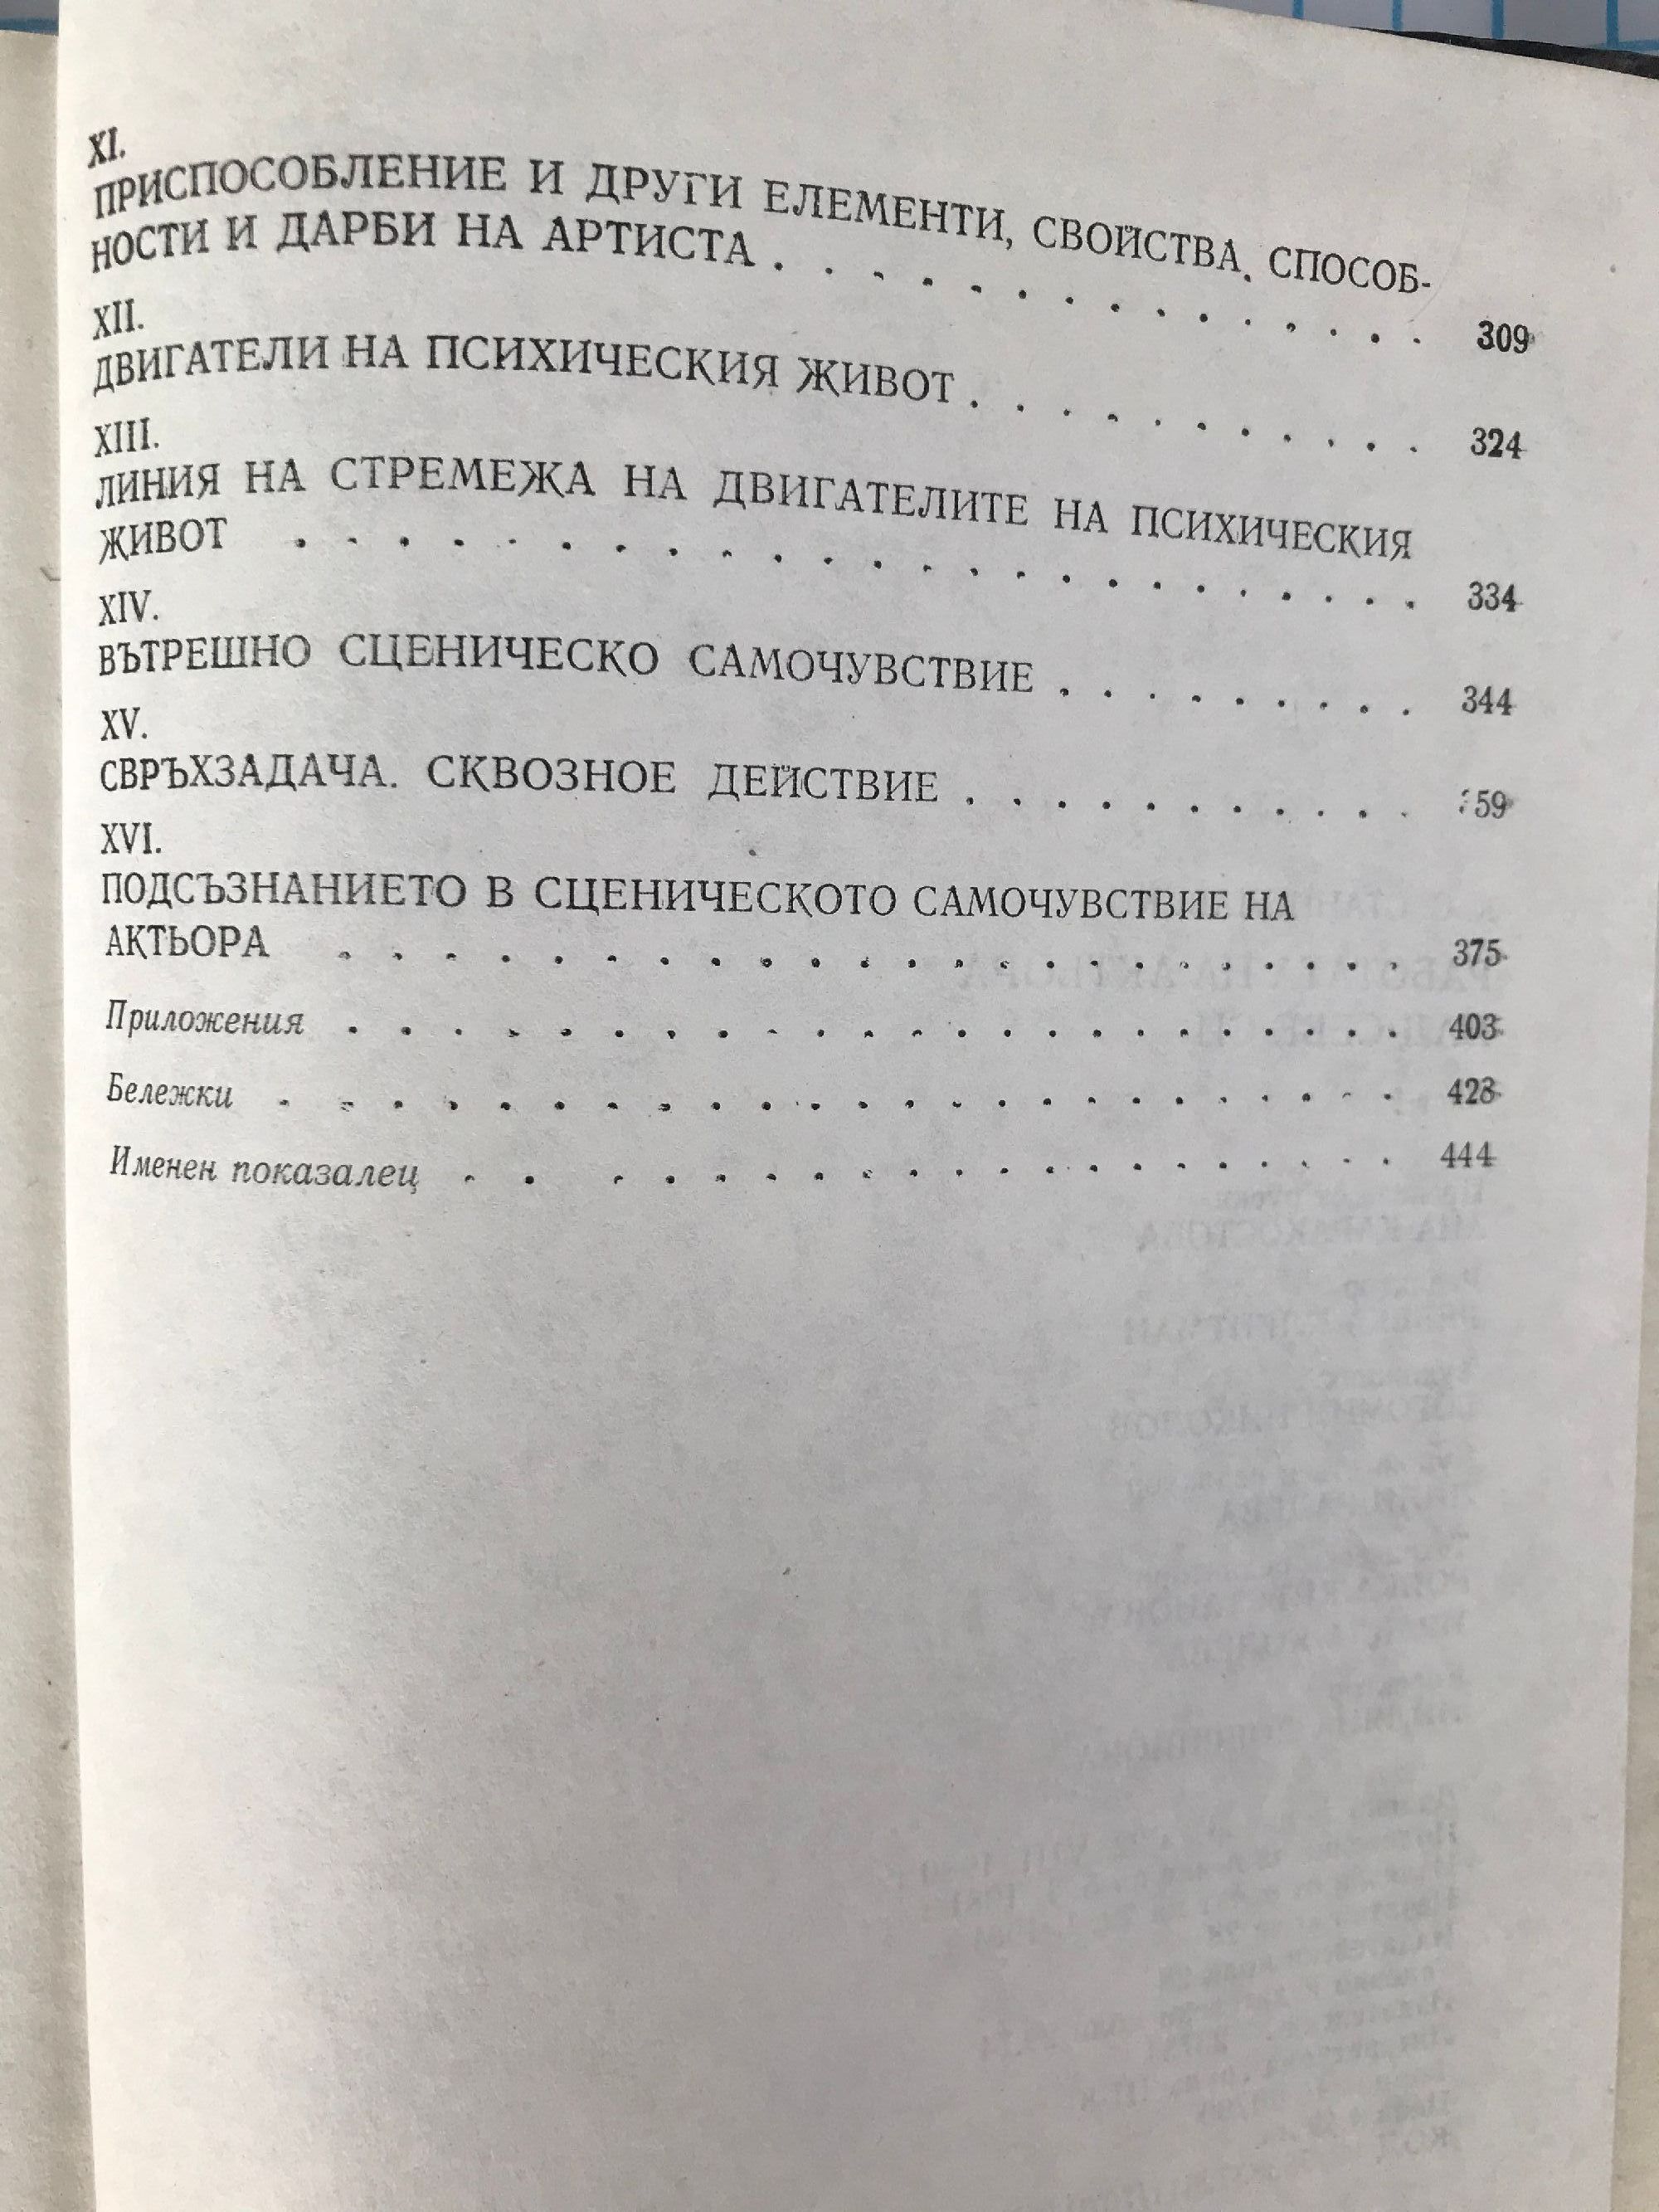 XI.
ПРИСПОСОБЛЕНИЕ И ДРУГИ ЕЛЕМЕНТИ, СВОЙСТВА, СПОСОБ-
НОСТИ И ДАРБИ НА АРТИСТА . . . . . . . . . . . . . . . 309
XII.
ДВИГАТЕЛИ НА ПСИХИЧЕСКИЯ ЖИВОТ . . . . . . . . . . . 324
XIII.
ЛИНИЯ НА СТРЕМЕЖА НА ДВИГАТЕЛИТЕ НА ПСИХИЧЕСКИЯ
ЖИВОТ . . . . . . . . . . . . . . . . . . . . . . . . 334
XIV.
ВЪТРЕШНО СЦЕНИЧЕСКО САМОЧУВСТВИЕ . . . . . . . . . 344
XV.
СВРЪХЗАДАЧА. СКВОЗНОЕ ДЕЙСТВИЕ . . . . . . . . . . . 359
XVI.
ПОДСЪЗНАНИЕТО В СЦЕНИЧЕСКОТО САМОЧУВСТВИЕ НА
АКТЬОРА . . . . . . . . . . . . . . . . . . . . . . . 375
Приложения . . . . . . . . . . . . . . . . . . . . . . 403
Бележки . . . . . . . . . . . . . . . . . . . . . . . 428
Именен показалец . . . . . . . . . . . . . . . . . . . 444